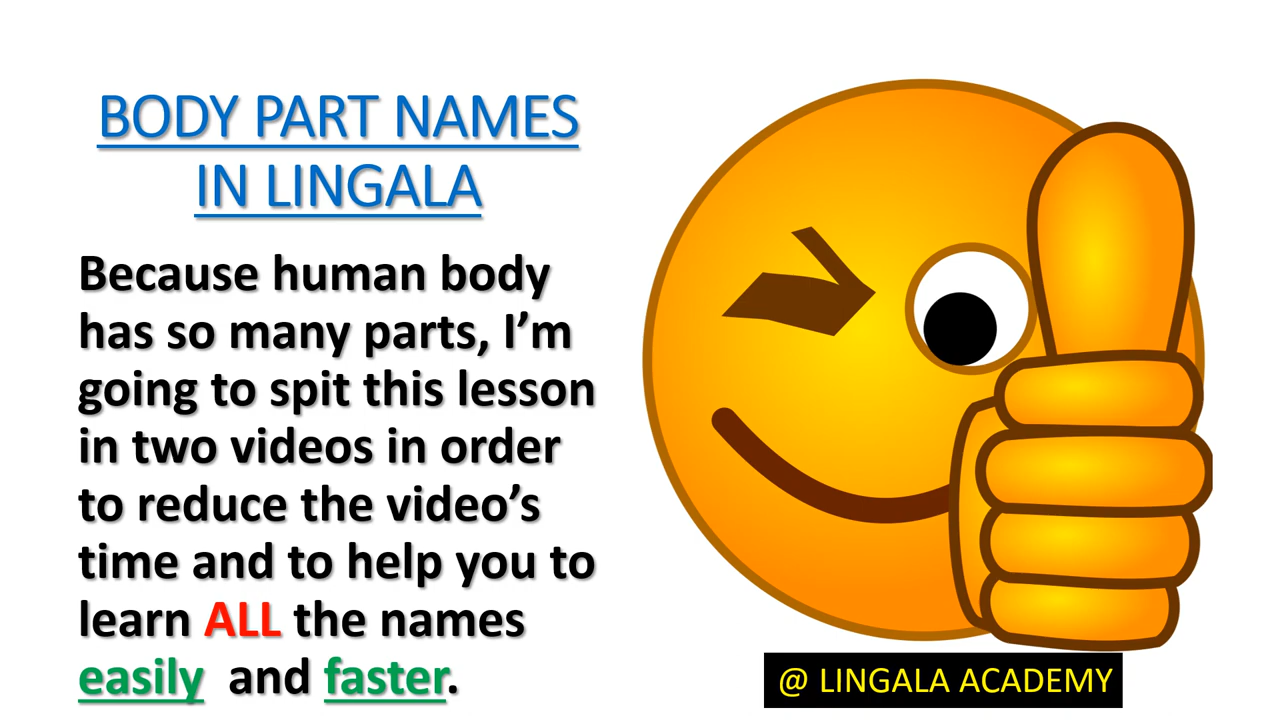 BODY PART NAMES
IN LINGALA
Because human body
has so many parts, I’m
going to spit this lesson
in two videos in order
to reduce the video’s
time and to help you to
learn ALL the names
easily and faster.
@ LINGALA ACADEMY